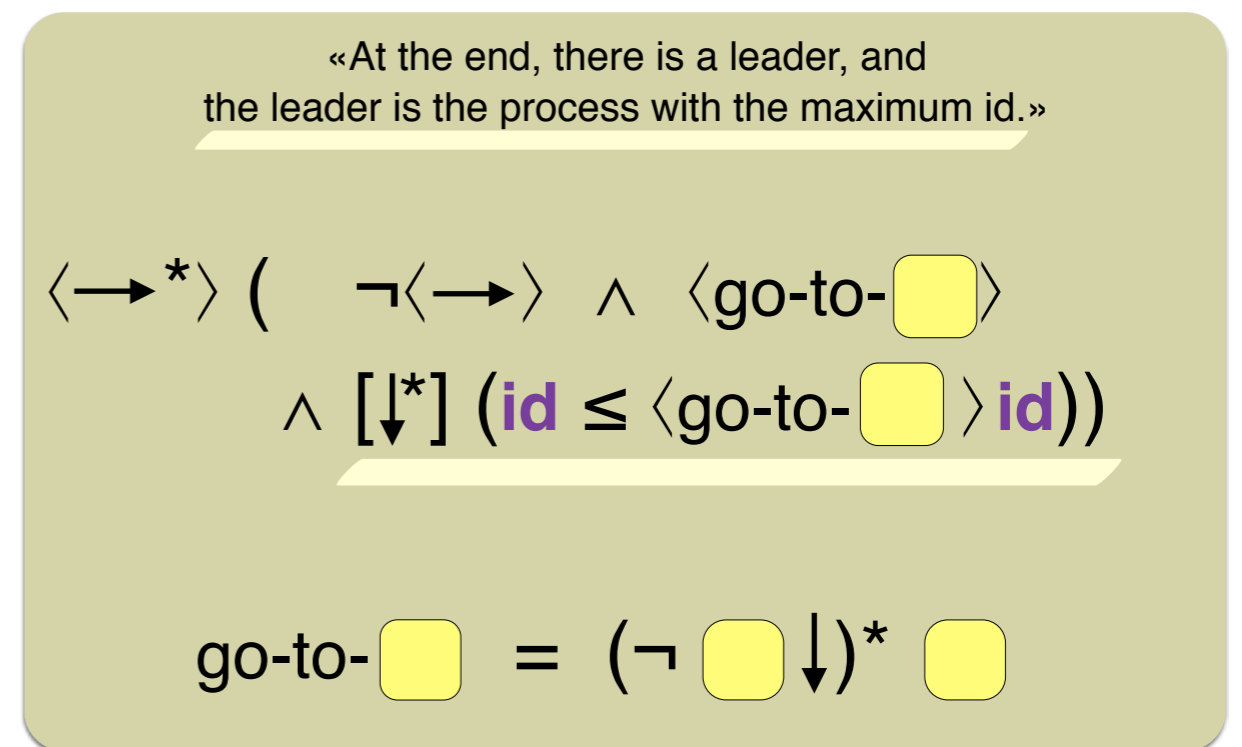 «At the end, there is a leader, and
the leader is the process with the maximum id.»
⟨→*⟩ ( ¬⟨→⟩ ∧ ⟨go-to-🟨⟩
∧ [↓*] (id ≤ ⟨go-to-🟨⟩id))
go-to-🟨 = (¬ 🟨↓)* 🟨